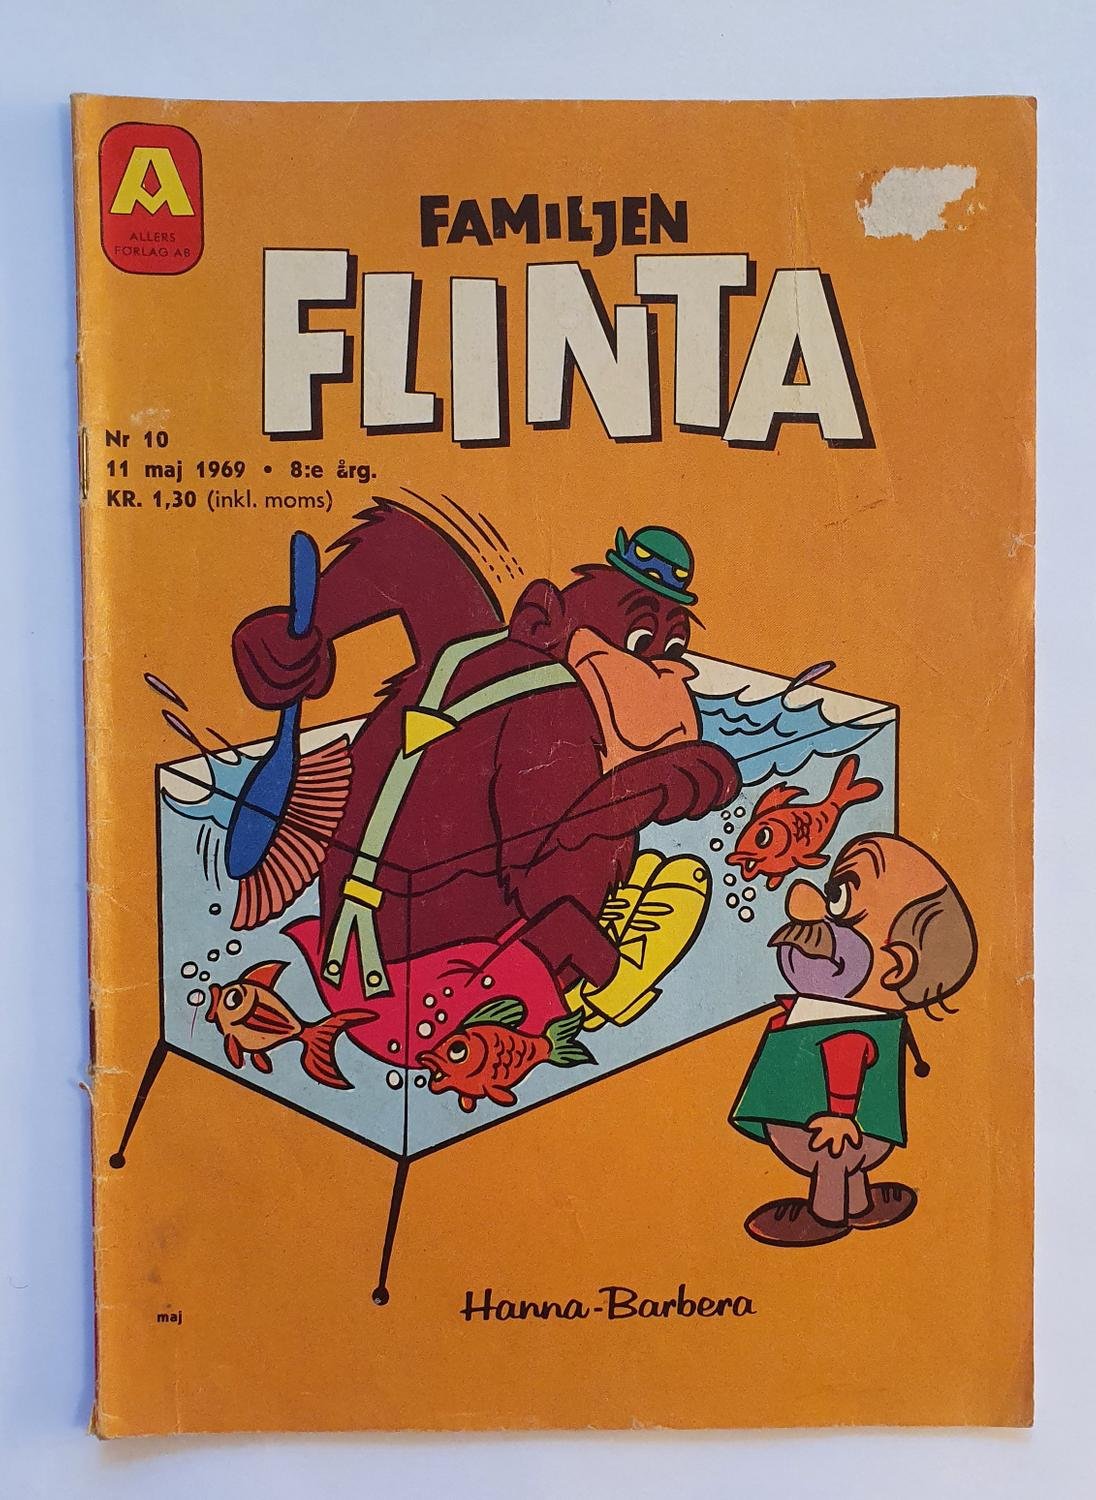 A
ALLERS
FÖRLAG AB
FAMILJEN
FLINTA
Nr 10
11 maj 1969 • 8:e årg.
KR. 1,30 (inkl. moms)
maj
Hanna-Barbera